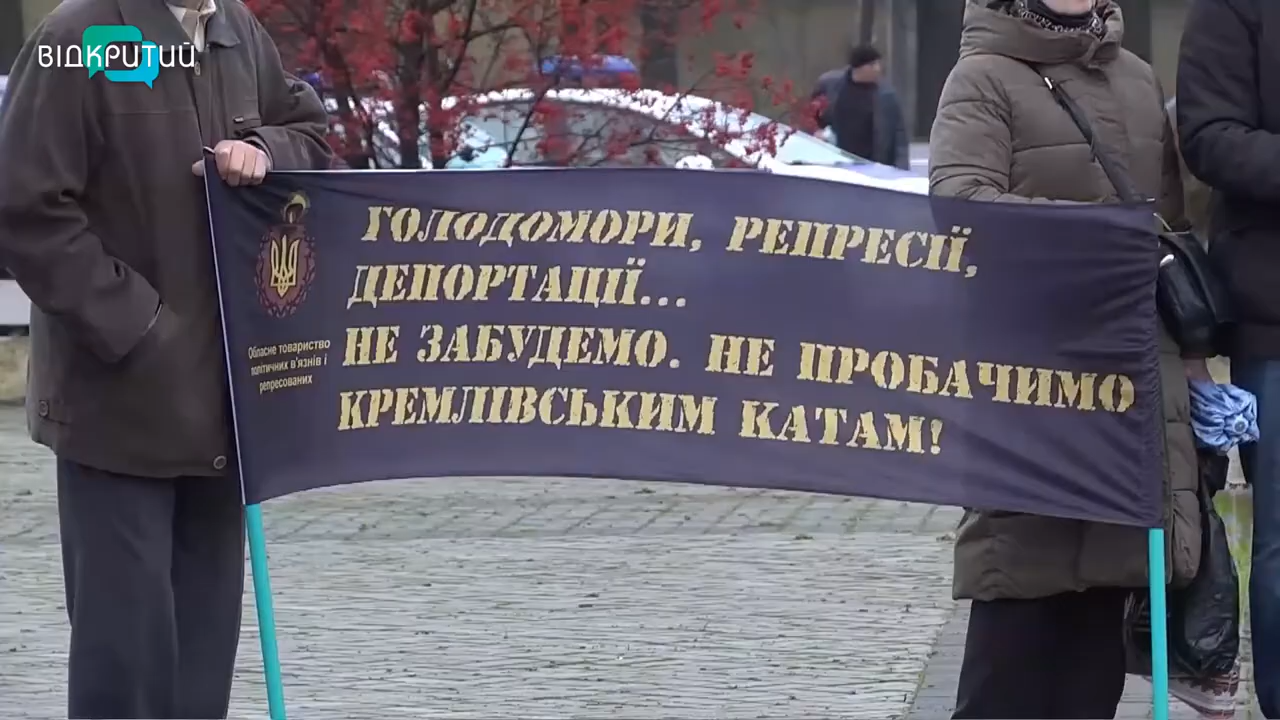 ВІДКРИТИЙ
ГОЛОДОМОРИ, РЕПРЕСІЇ,
ДЕПОРТАЦІЇ...
НЕ ЗАБУДЕМО. НЕ ПРОБАЧИМО
КРЕМЛІВСЬКИМ КАТАМ!
Обласне товариство
політичних в'язнів і
репресованих